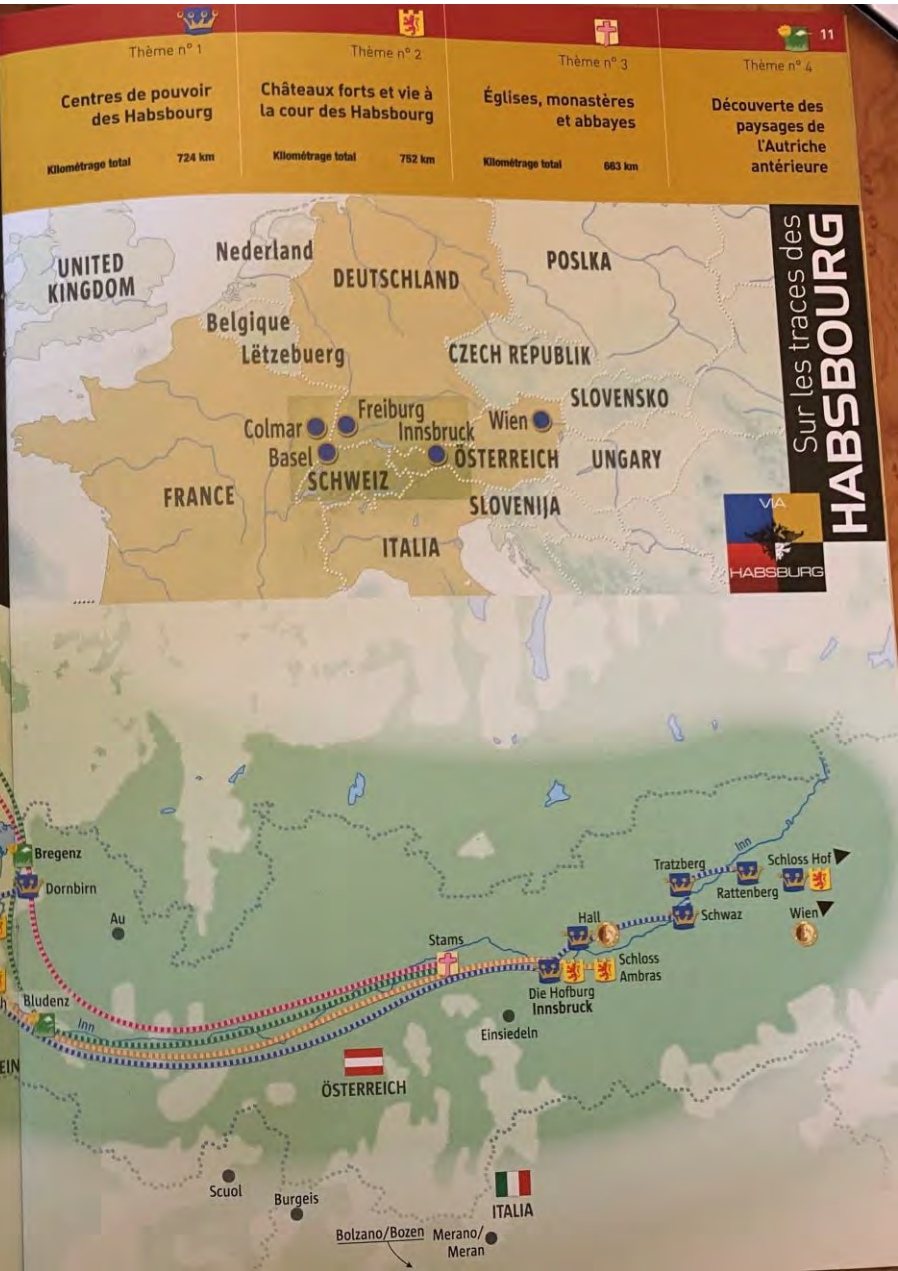 11
Thème n° 1
Centres de pouvoir
des Habsbourg
Kilométrage total 724 km
Thème n° 2
Châteaux forts et vie à
la cour des Habsbourg
Kilométrage total 752 km
Thème n° 3
Églises, monastères
et abbayes
Kilométrage total 663 km
Thème n° 4
Découverte des
paysages de
l'Autriche
antérieure
Sur les traces des
HABSBOURG
VIA
HABSBURG
UNITED
KINGDOM
Nederland
DEUTSCHLAND
POSLKA
Belgique
Lëtzebuerg
CZECH REPUBLIK
SLOVENSKO
Colmar
Freiburg
Innsbruck
Wien
Basel
ÖSTERREICH
UNGARY
SCHWEIZ
FRANCE
SLOVENIJA
ITALIA
Bregenz
Dornbirn
Au
Inn
Tratzberg
Schloss Hof
Rattenberg
Hall
Schwaz
Wien
Stams
Schloss
Ambras
Die Hofburg
Innsbruck
Bludenz
Inn
Einsiedeln
EIN
ÖSTERREICH
Scuol
Burgeis
ITALIA
Bolzano/Bozen
Merano/
Meran